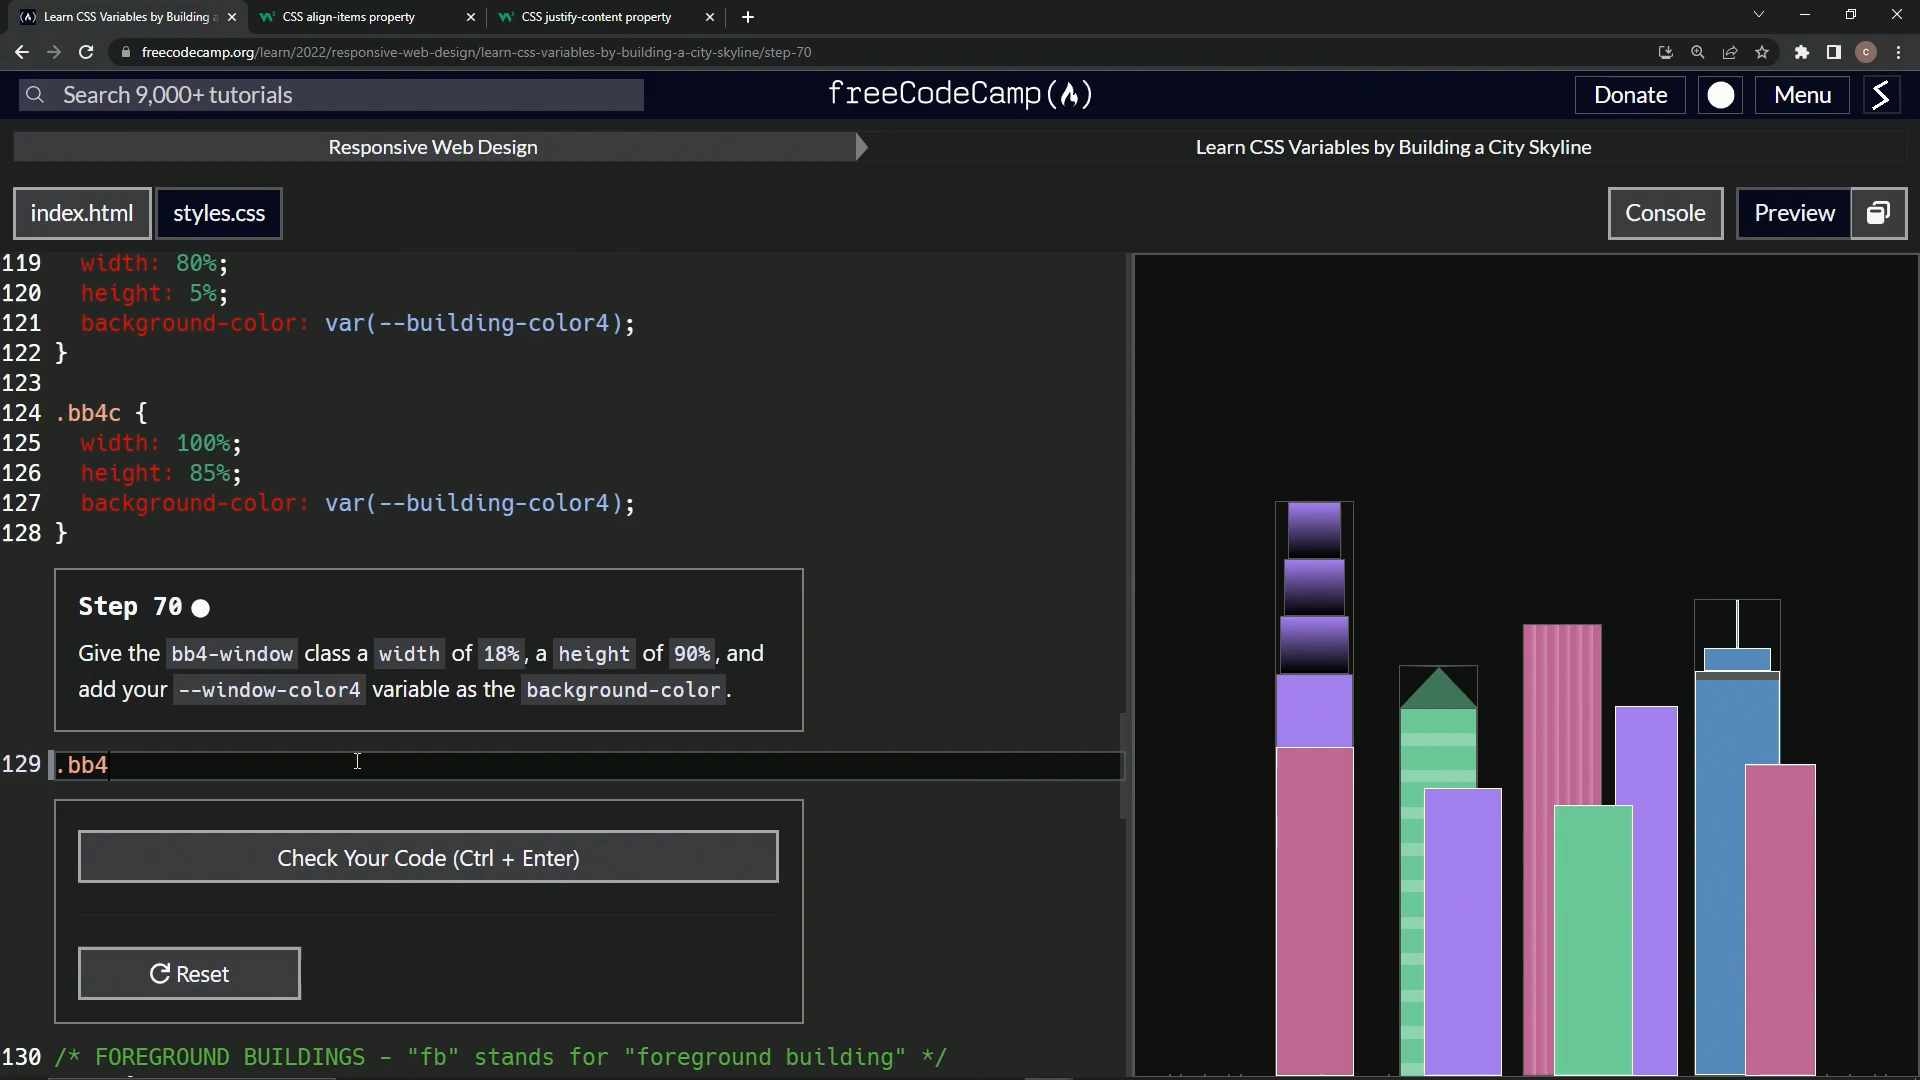 Learn CSS Variables by Building a
CSS align-items property
CSS justify-content property
freecodecamp.org/learn/2022/responsive-web-design/learn-css-variables-by-building-a-city-skyline/step-70
C
Search 9,000+ tutorials
freeCodeCamp
Donate
Menu
Responsive Web Design
Learn CSS Variables by Building a City Skyline
index.html
styles.css
Console
Preview
119 width: 80%;
120 height: 5%;
121 background-color: var(--building-color4);
122 }
123
124 .bb4c {
125 width: 100%;
126 height: 85%;
127 background-color: var(--building-color4);
128 }
Step 70
Give the bb4-window class a width of 18%, a height of 90%, and
add your --window-color4 variable as the background-color.
129 .bb4
Check Your Code (Ctrl + Enter)
Reset
130 /* FOREGROUND BUILDINGS - "fb" stands for "foreground building" */